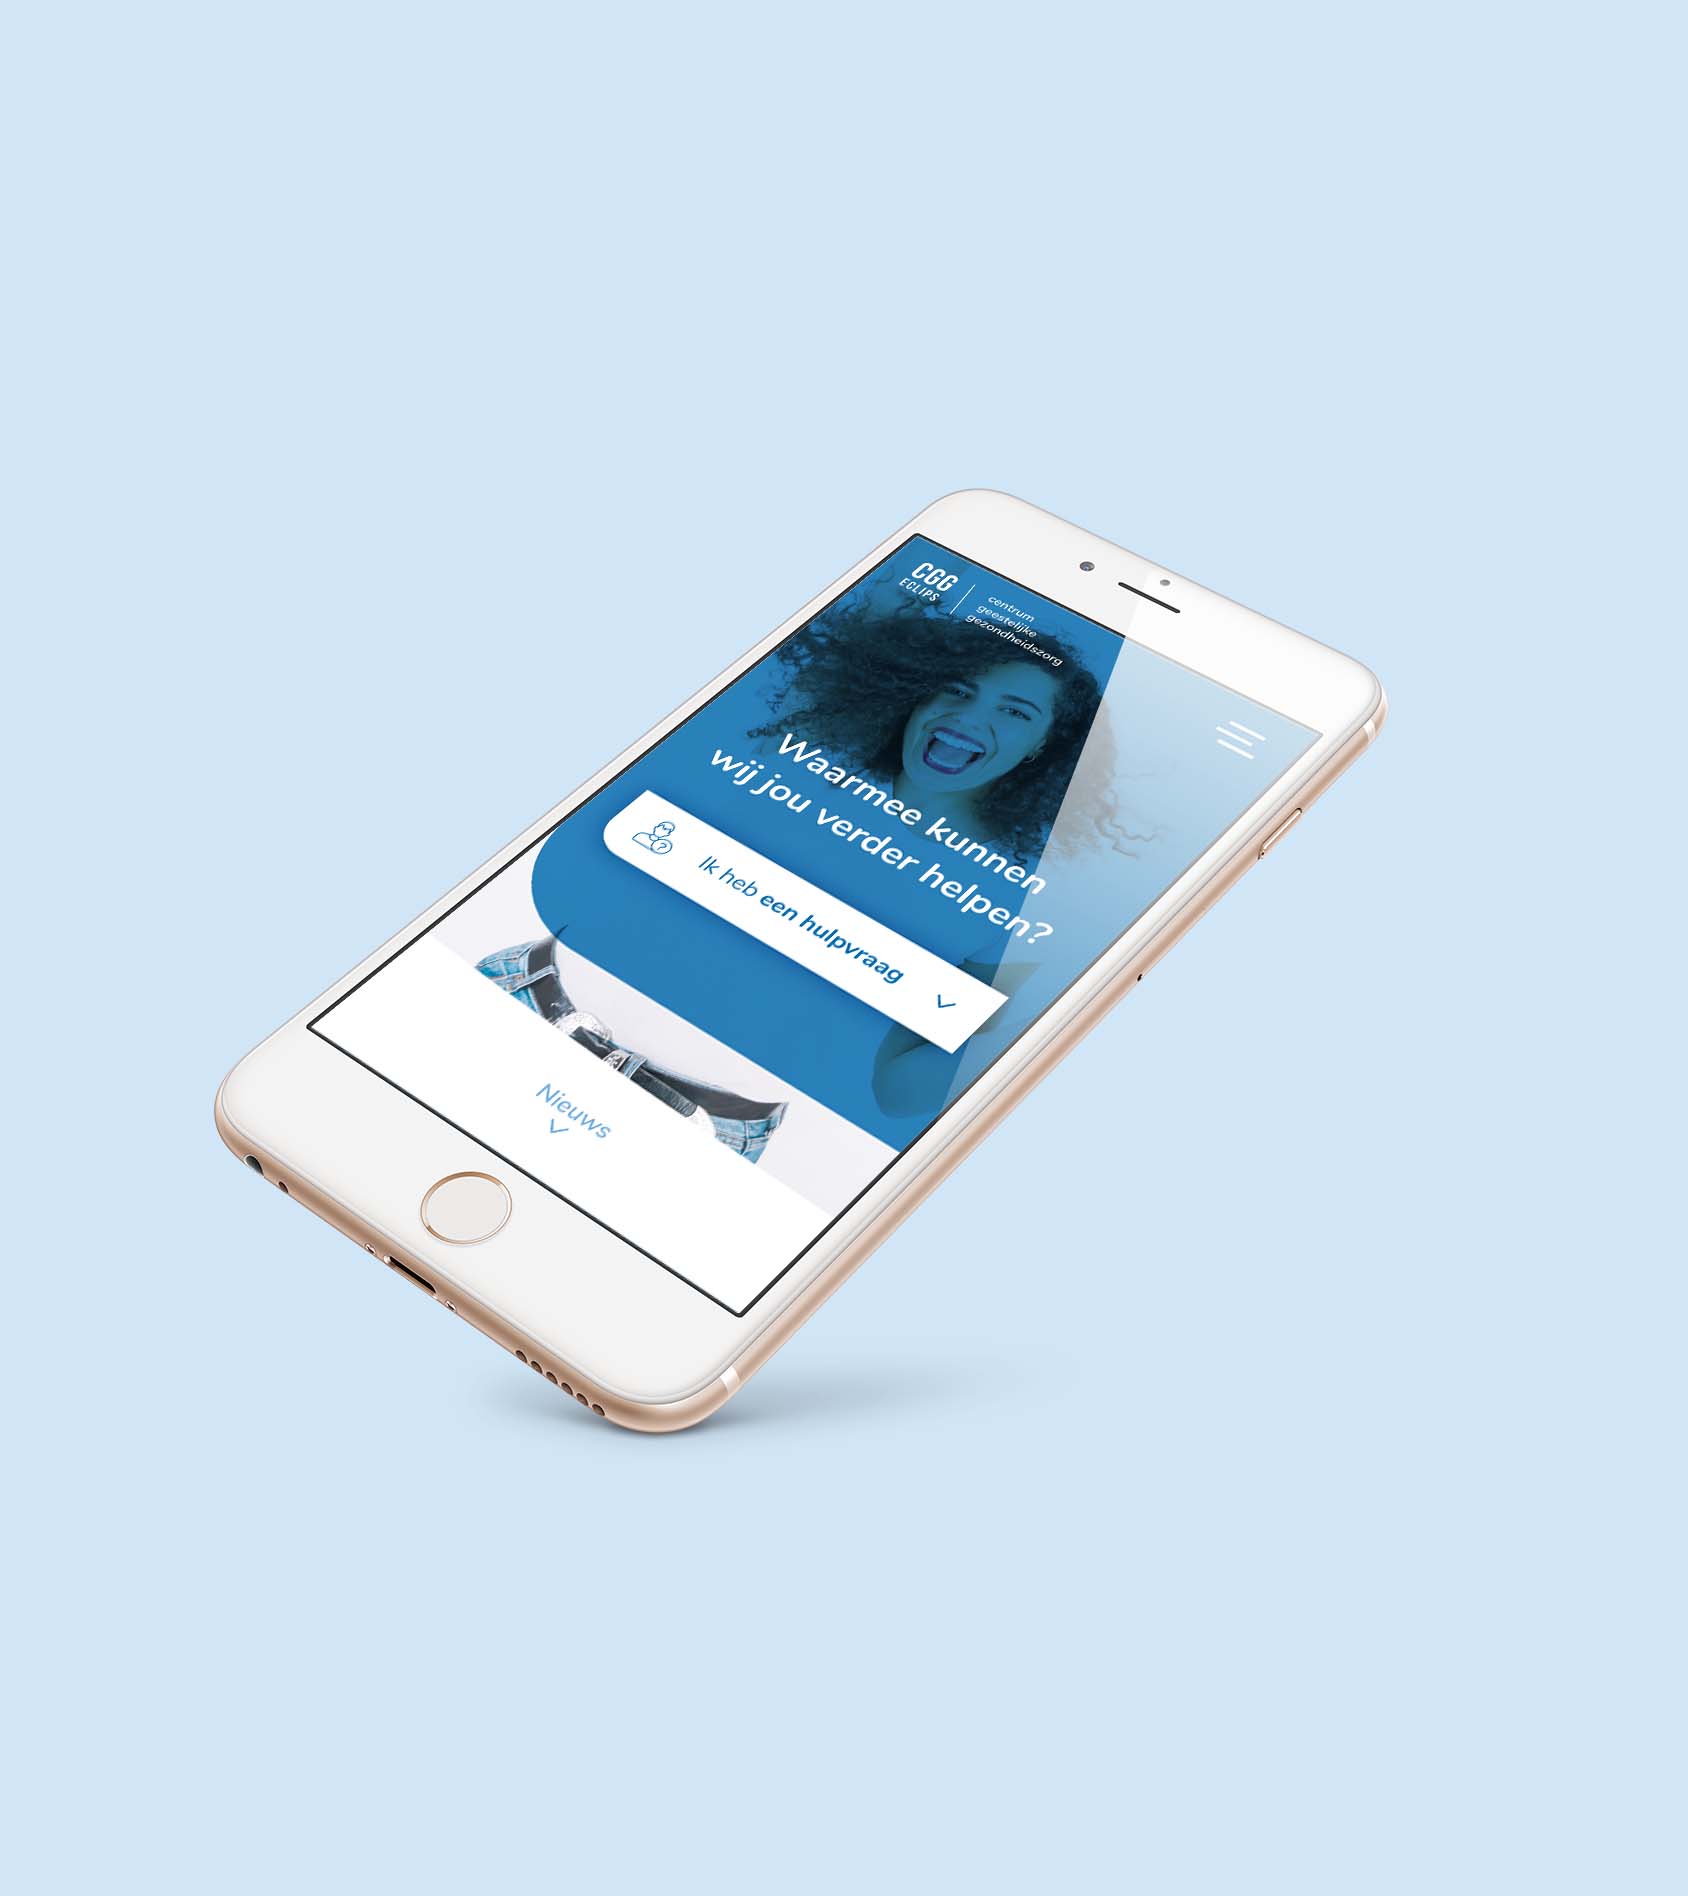 CGG
ECLIPS
centrum
geestelijke
gezondheidszorg
Waarmee kunnen
wij jou verder helpen?
Ik heb een hulpvraag
Nieuws